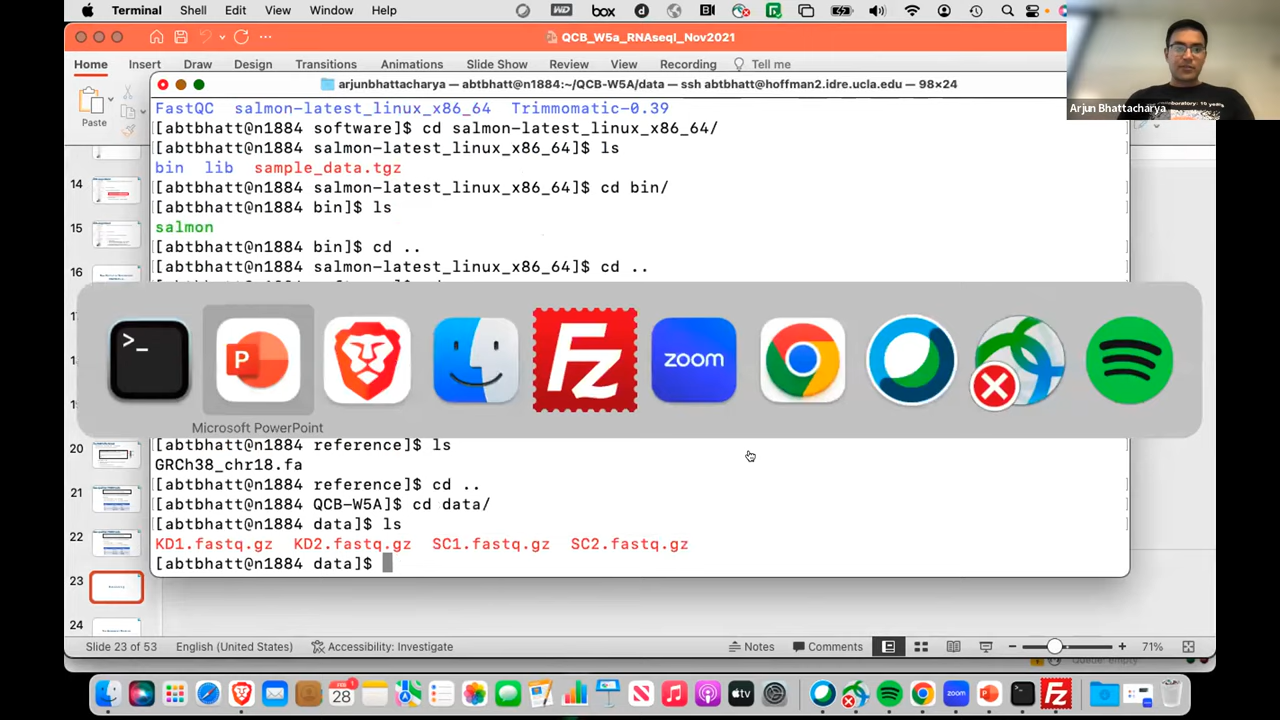 Terminal Shell Edit View Window Help
QCB_W5a_RNAseqI_Nov2021
Home Insert Draw Design Transitions Animations Slide Show Review View Recording Tell me
Paste
arjunbhattacharya — abtbhatt@n1884:~/QCB-W5A/data — ssh abtbhatt@hoffman2.idre.ucla.edu — 98×24
Arjun Bhattacharya
FastQC salmon-latest_linux_x86_64 Trimmomatic-0.39
[abtbhatt@n1884 software]$ cd salmon-latest_linux_x86_64/
[abtbhatt@n1884 salmon-latest_linux_x86_64]$ ls
bin lib sample_data.tgz
[abtbhatt@n1884 salmon-latest_linux_x86_64]$ cd bin/
[abtbhatt@n1884 bin]$ ls
salmon
[abtbhatt@n1884 bin]$ cd ..
[abtbhatt@n1884 salmon-latest_linux_x86_64]$ cd ..
14
15
16
zoom
Microsoft PowerPoint
[abtbhatt@n1884 reference]$ ls
GRCh38_chr18.fa
[abtbhatt@n1884 reference]$ cd ..
[abtbhatt@n1884 QCB-W5A]$ cd data/
[abtbhatt@n1884 data]$ ls
KD1.fastq.gz KD2.fastq.gz SC1.fastq.gz SC2.fastq.gz
[abtbhatt@n1884 data]$
20
21
22
23
24
Slide 23 of 53 English (United States) Accessibility: Investigate Notes Comments 71%
Queue: empty
28
tv
zoom